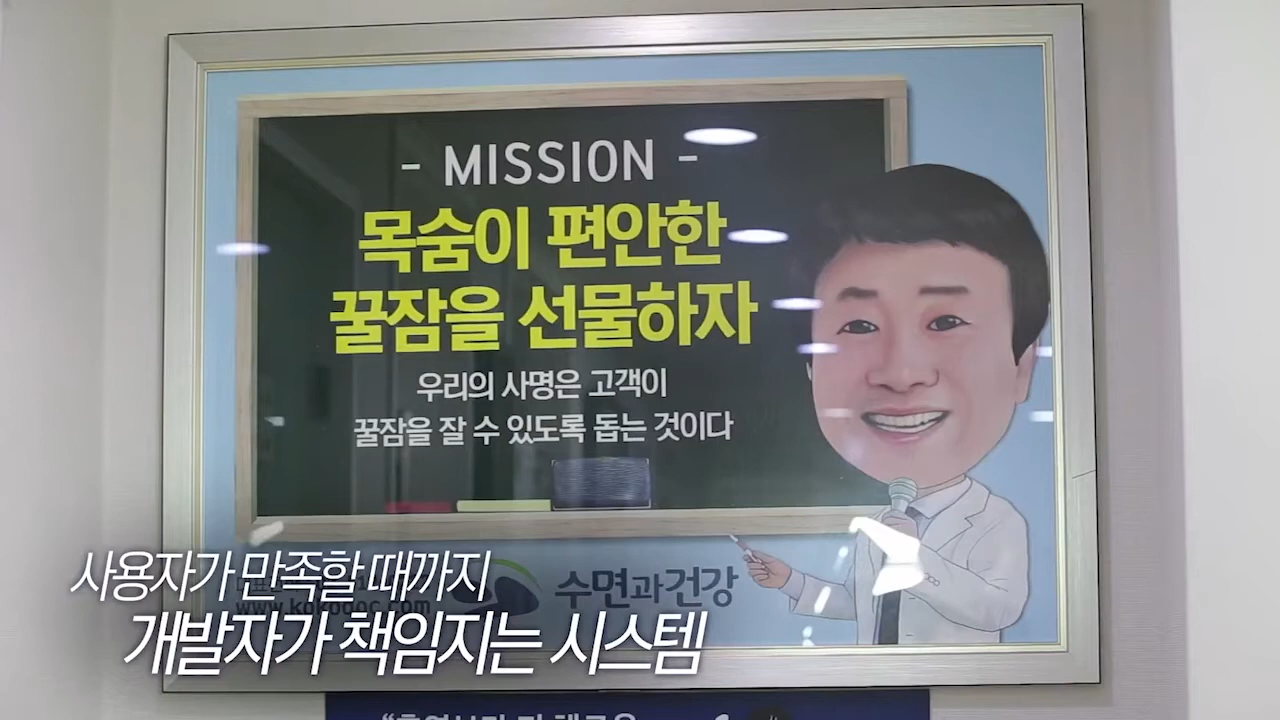 - MISSION -
목숨이 편안한
꿀잠을 선물하자
우리의 사명은 고객이
꿀잠을 잘 수 있도록 돕는 것이다
www.kokodoc.com
수면과건강
사용자가 만족할 때까지
개발자가 책임지는 시스템